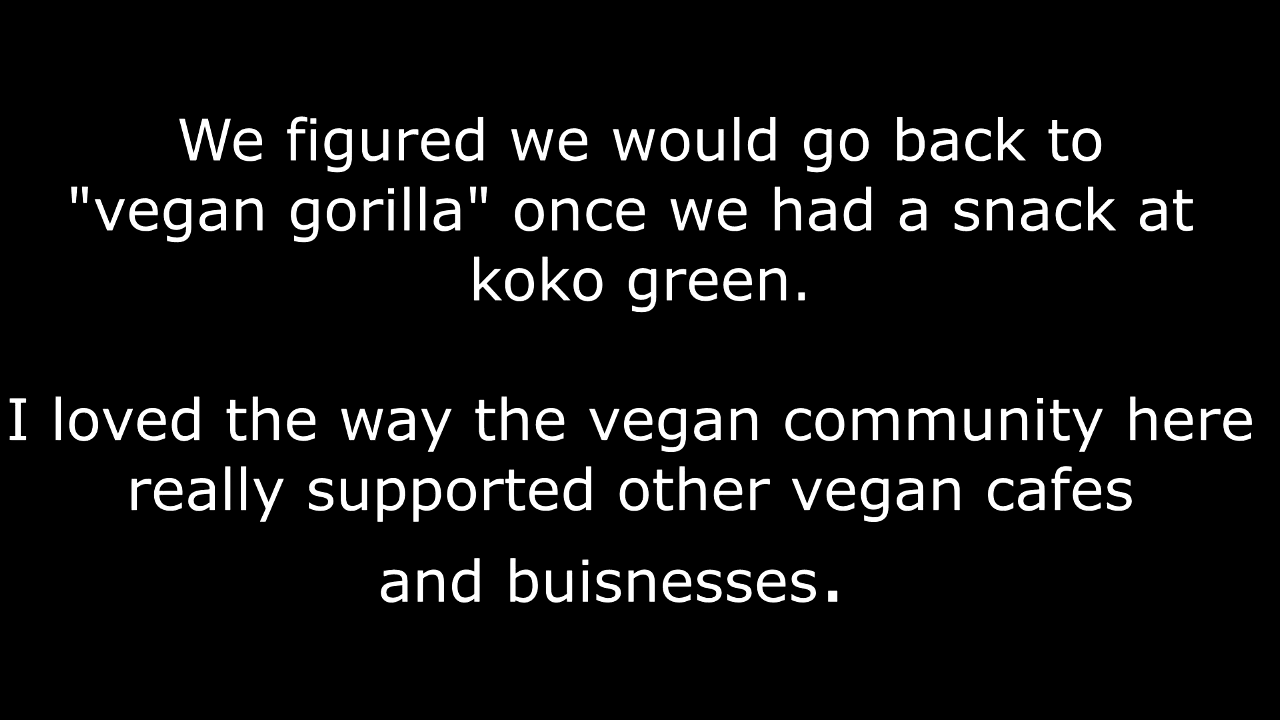 We figured we would go back to
"vegan gorilla" once we had a snack at
koko green.
I loved the way the vegan community here
really supported other vegan cafes
and buisnesses.